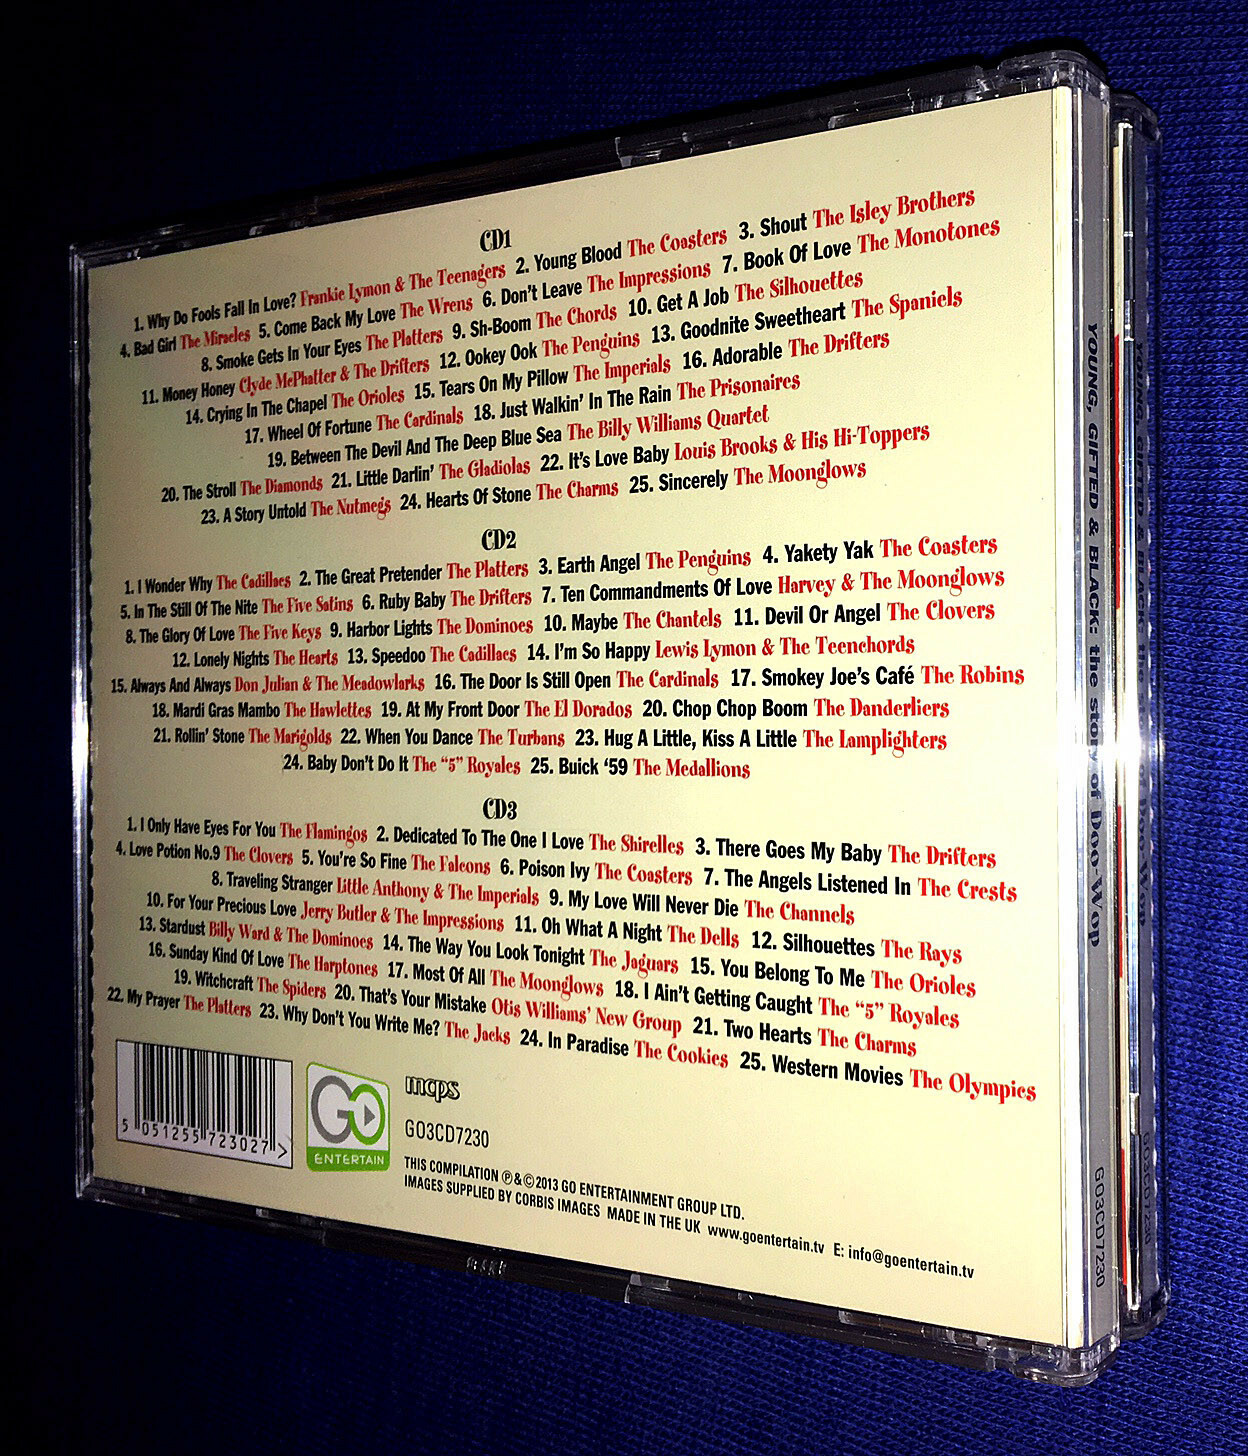 CD1
1. Why Do Fools Fall In Love? Frankie Lymon & The Teenagers 2. Young Blood The Coasters 3. Shout The Isley Brothers
4. Bad Girl The Miracles 5. Come Back My Love The Wrens 6. Don't Leave The Impressions 7. Book Of Love The Monotones
8. Smoke Gets In Your Eyes The Platters 9. Sh-Boom The Chords 10. Get A Job The Silhouettes
11. Money Honey Clyde McPhatter & The Drifters 12. Ookey Ook The Penguins 13. Goodnite Sweetheart The Spaniels
14. Crying In The Chapel The Orioles 15. Tears On My Pillow The Imperials 16. Adorable The Drifters
17. Wheel Of Fortune The Cardinals 18. Just Walkin' In The Rain The Prisonaires
19. Between The Devil And The Deep Blue Sea The Billy Williams Quartet
20. The Stroll The Diamonds 21. Little Darlin' The Gladiolas 22. It's Love Baby Louis Brooks & His Hi-Toppers
23. A Story Untold The Nutmegs 24. Hearts Of Stone The Charms 25. Sincerely The Moonglows
CD2
1. I Wonder Why The Cadillacs 2. The Great Pretender The Platters 3. Earth Angel The Penguins 4. Yakety Yak The Coasters
5. In The Still Of The Nite The Five Satins 6. Ruby Baby The Drifters 7. Ten Commandments Of Love Harvey & The Moonglows
8. The Glory Of Love The Five Keys 9. Harbor Lights The Dominoes 10. Maybe The Chantels 11. Devil Or Angel The Clovers
12. Lonely Nights The Hearts 13. Speedoo The Cadillacs 14. I'm So Happy Lewis Lymon & The Teenchords
15. Always And Always Don Julian & The Meadowlarks 16. The Door Is Still Open The Cardinals 17. Smokey Joe's Café The Robins
18. Mardi Gras Mambo The Hawlettes 19. At My Front Door The El Dorados 20. Chop Chop Boom The Danderliers
21. Rollin' Stone The Marigolds 22. When You Dance The Turbans 23. Hug A Little, Kiss A Little The Lamplighters
24. Baby Don't Do It The "5" Royales 25. Buick '59 The Medallions
CD3
1. I Only Have Eyes For You The Flamingos 2. Dedicated To The One I Love The Shirelles 3. There Goes My Baby The Drifters
4. Love Potion No.9 The Clovers 5. You're So Fine The Falcons 6. Poison Ivy The Coasters 7. The Angels Listened In The Crests
8. Traveling Stranger Little Anthony & The Imperials 9. My Love Will Never Die The Channels
10. For Your Precious Love Jerry Butler & The Impressions 11. Oh What A Night The Dells 12. Silhouettes The Rays
13. Stardust Billy Ward & The Dominoes 14. The Way You Look Tonight The Jaguars 15. You Belong To Me The Orioles
16. Sunday Kind Of Love The Harptones 17. Most Of All The Moonglows 18. I Ain't Getting Caught The "5" Royales
19. Witchcraft The Spiders 20. That's Your Mistake Otis Williams' New Group 21. Two Hearts The Charms
22. My Prayer The Platters 23. Why Don't You Write Me? The Jacks 24. In Paradise The Cookies 25. Western Movies The Olympics
5 051255 723027 >
GO
ENTERTAIN
mcps
GO3CD7230
THIS COMPILATION ℗&©2013 GO ENTERTAINMENT GROUP LTD.
IMAGES SUPPLIED BY CORBIS IMAGES MADE IN THE UK www.goentertain.tv E: info@goentertain.tv
YOUNG, GIFTED & BLACK: the story of Doo-Wop
GO3CD7230